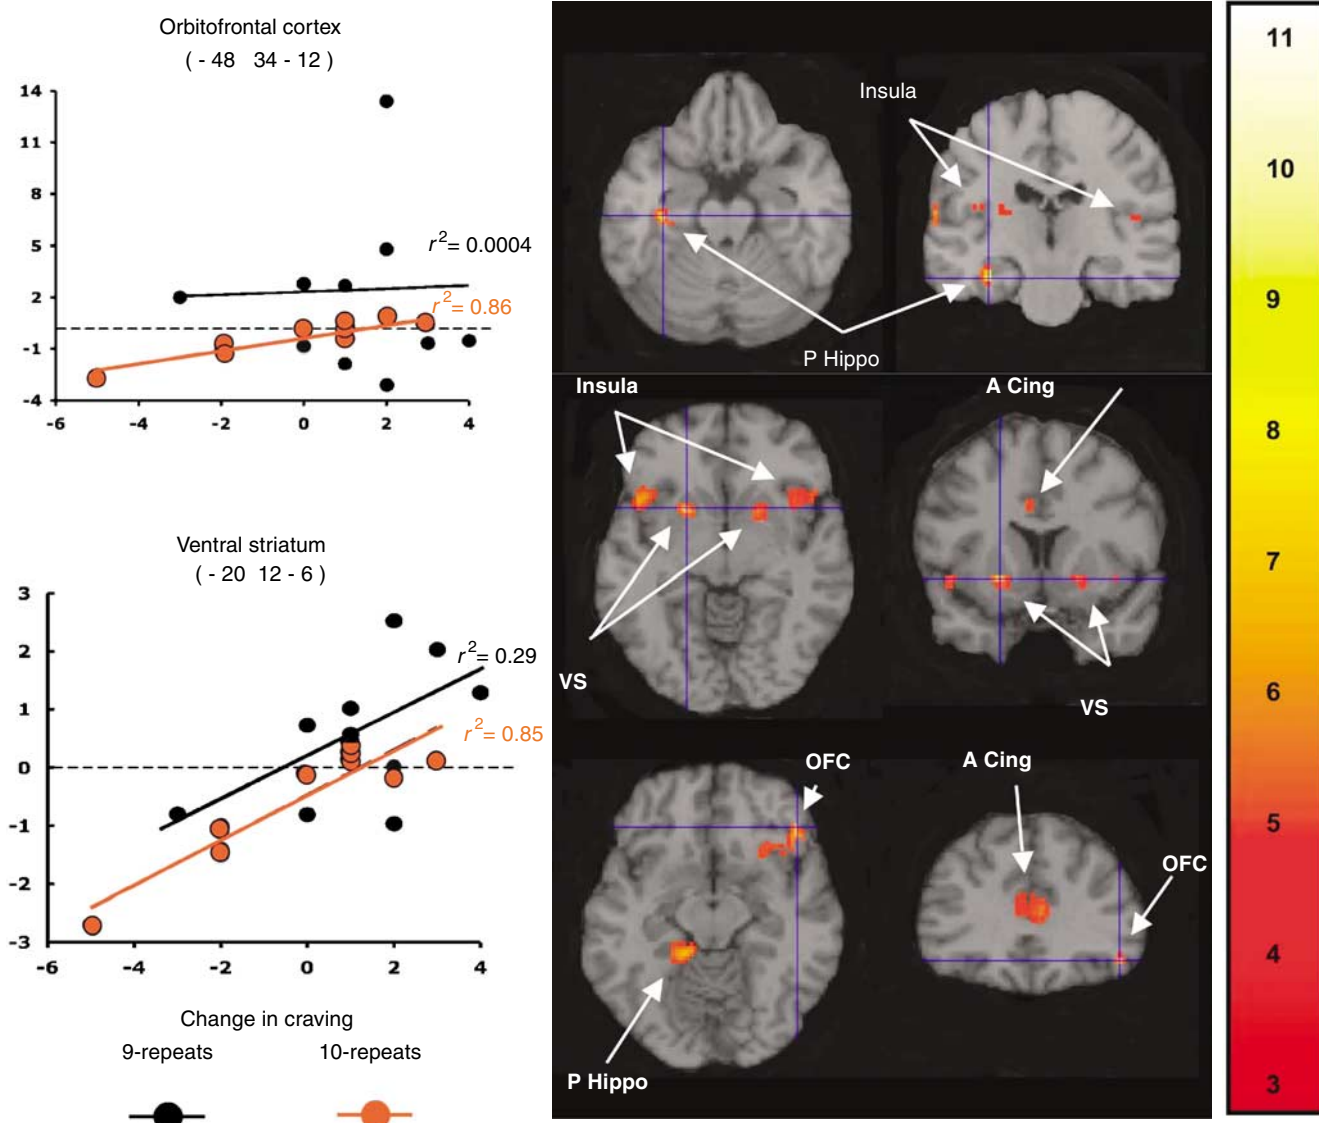 Orbitofrontal cortex
( - 48 34 - 12 )
14
11
8
5
2
-1
-4
-6
-4
-2
0
2
4
r2= 0.0004
r2= 0.86
Ventral striatum
( - 20 12 - 6 )
3
2
1
0
-1
-2
-3
-6
-4
-2
0
2
4
r2= 0.29
r2= 0.85
Change in craving
9-repeats 10-repeats
Insula
P Hippo
Insula
A Cing
VS
VS
OFC
A Cing
OFC
P Hippo
11
10
9
8
7
6
5
4
3